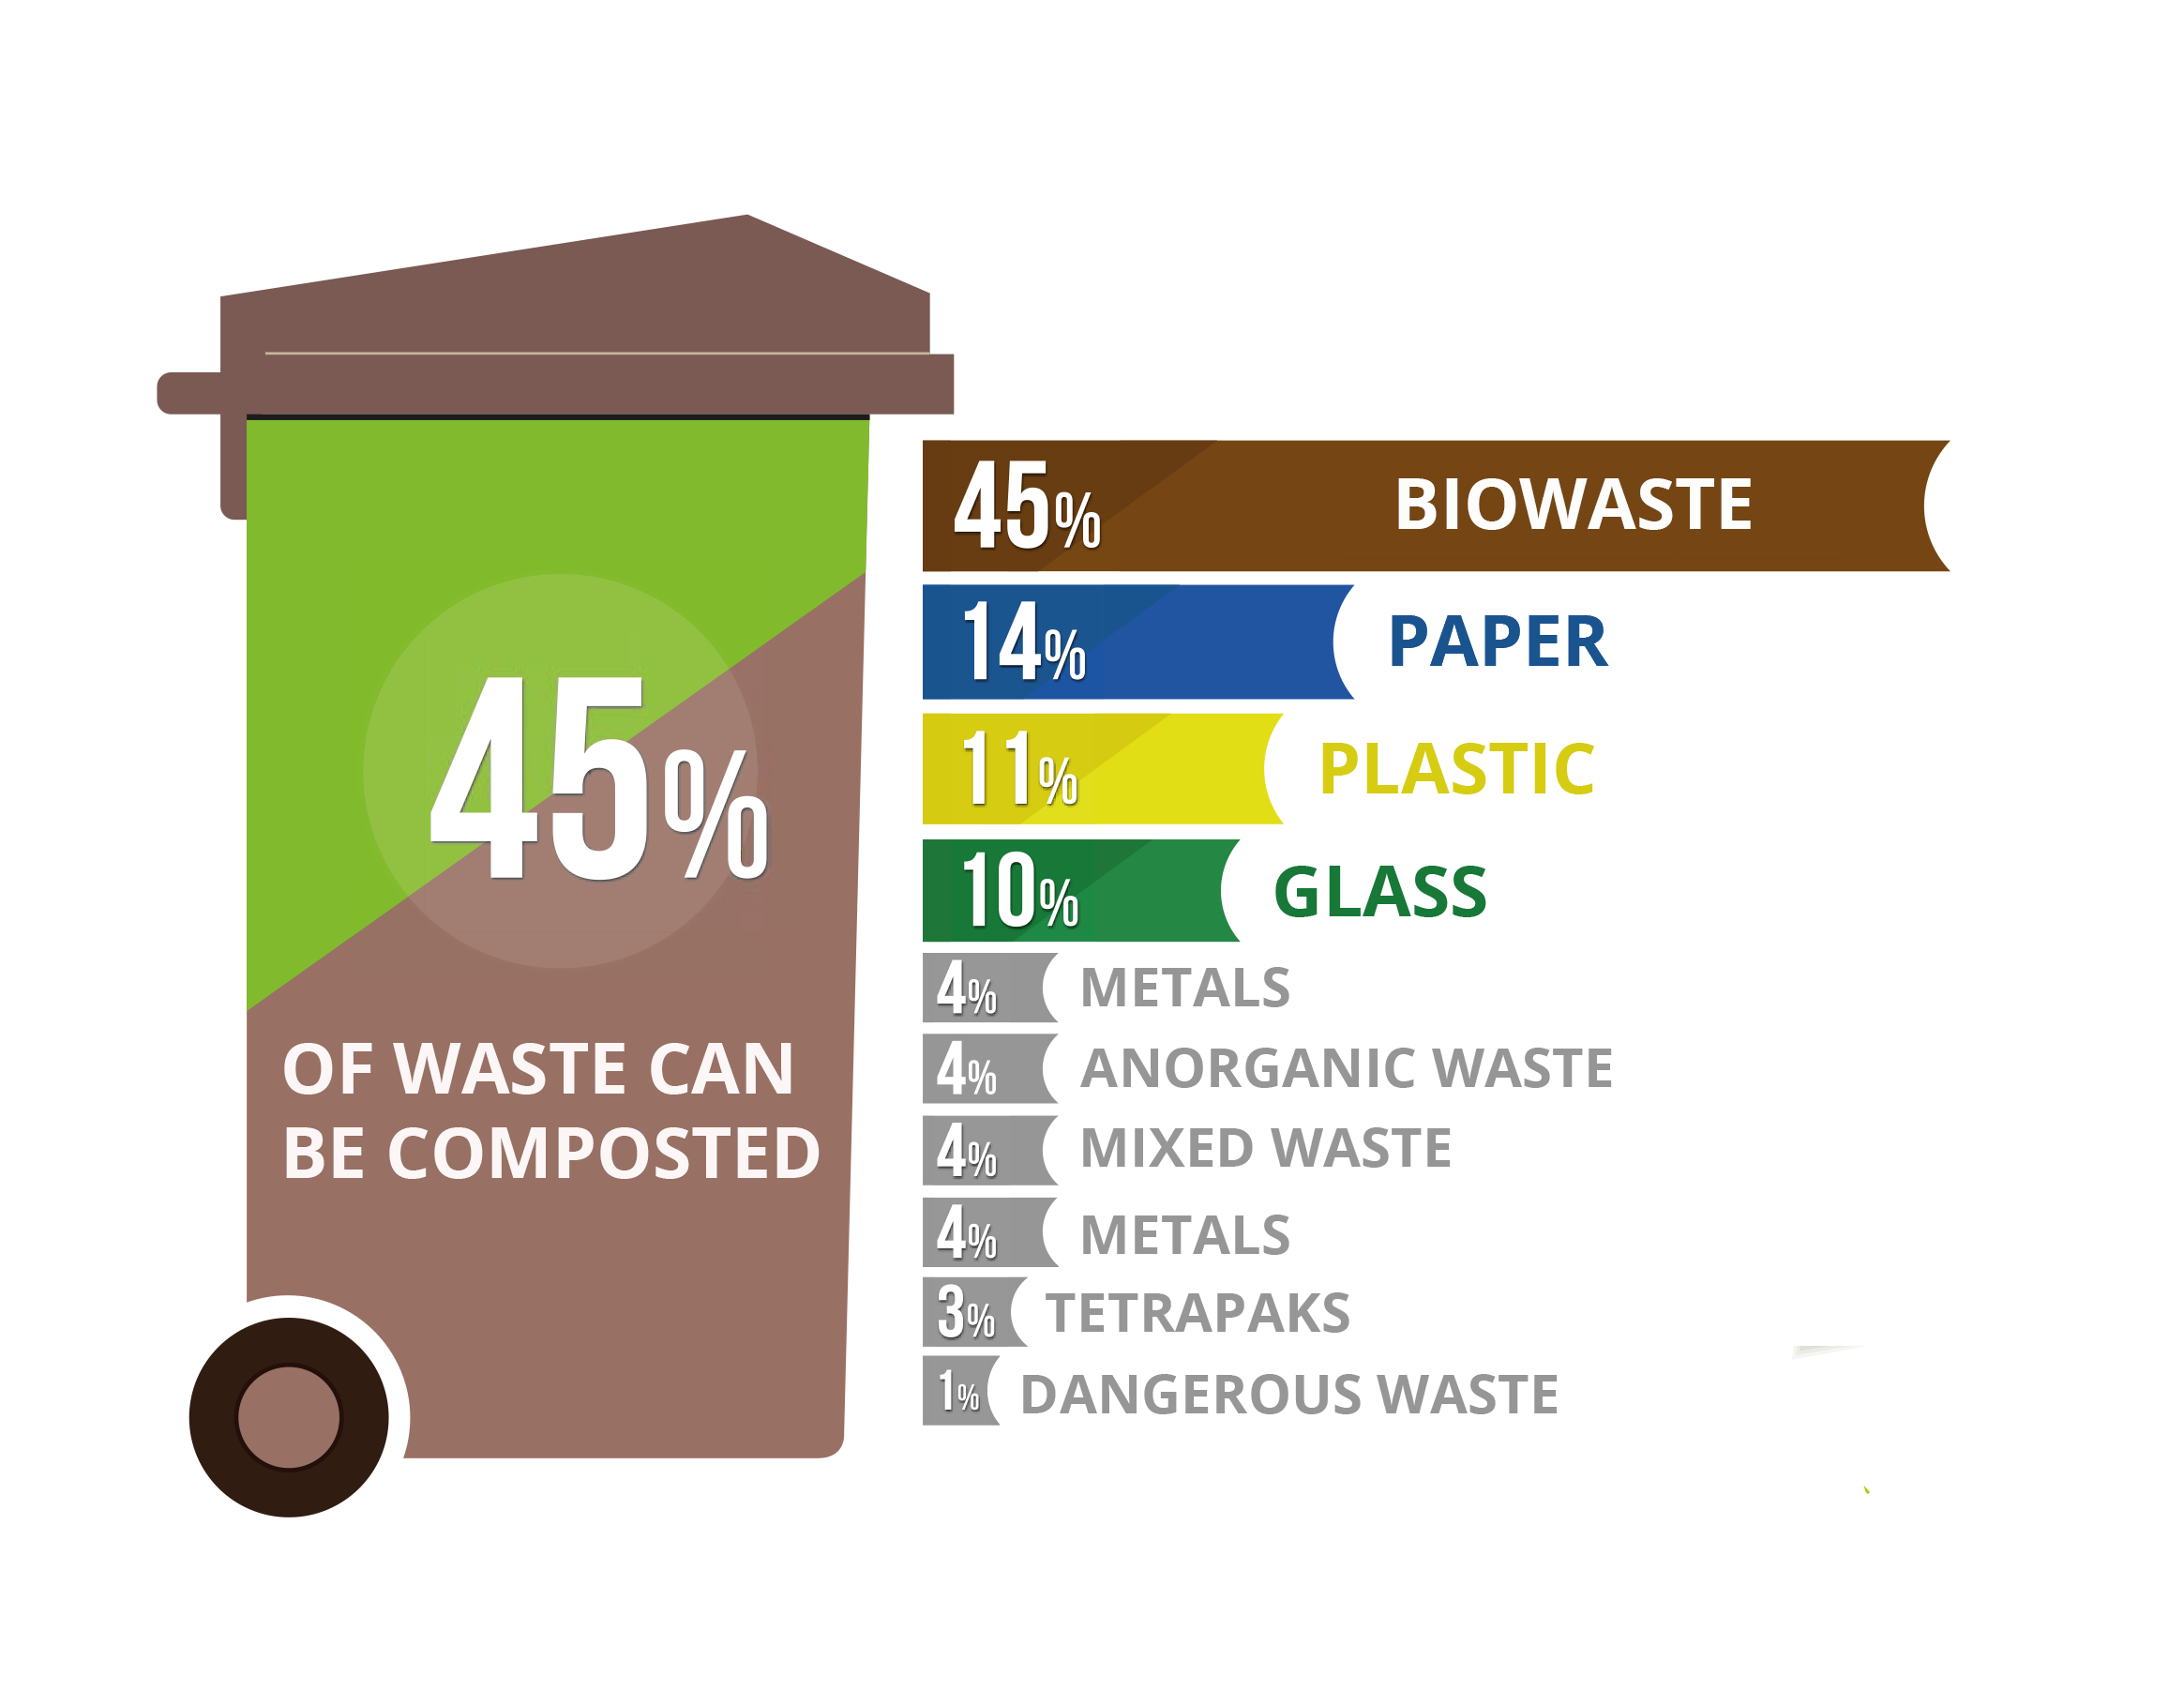 45%
OF WASTE CAN
BE COMPOSTED
45% BIOWASTE
14% PAPER
11% PLASTIC
10% GLASS
4% METALS
4% ANORGANIC WASTE
4% MIXED WASTE
4% METALS
3% TETRAPAKS
1% DANGEROUS WASTE